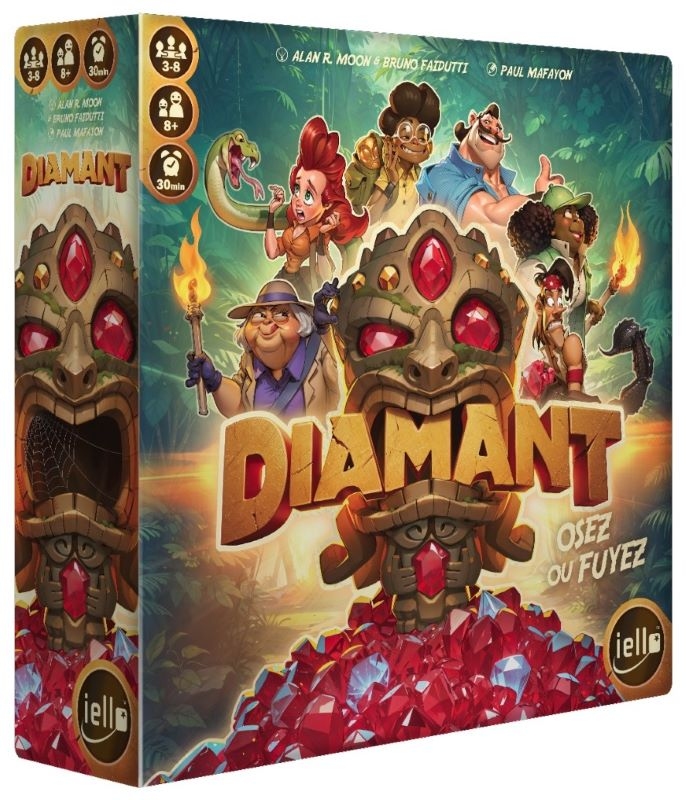 3-8
8+
30min
ALAN R. MOON
& BRUNO FAIDUTTI
PAUL MAFAYON
DIAMANT
iello
3-8
8+
30min
ALAN R. MOON & BRUNO FAIDUTTI
PAUL MAFAYON
DIAMANT
OSEZ
OU FUYEZ
iello